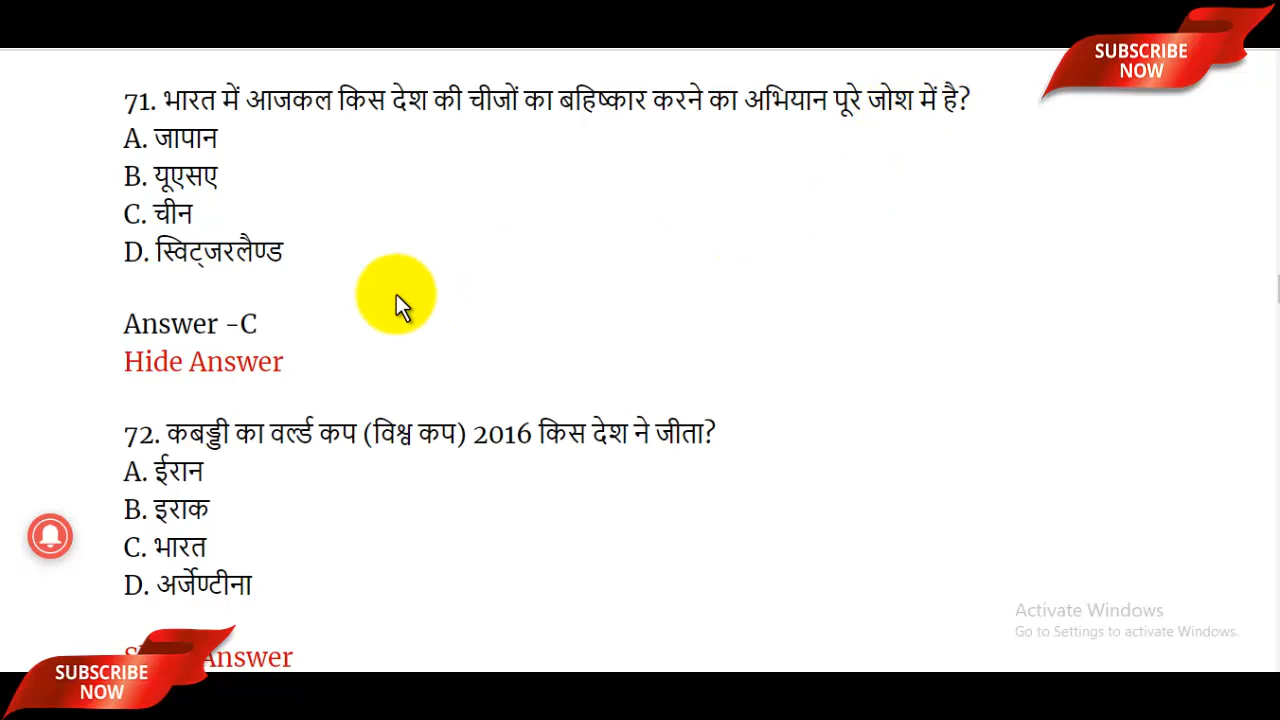 SUBSCRIBE
NOW
71. भारत में आजकल किस देश की चीजों का बहिष्कार करने का अभियान पूरे जोश में है?
A. जापान
B. यूएसए
C. चीन
D. स्विट्जरलैण्ड
Answer -C
Hide Answer
72. कबड्डी का वर्ल्ड कप (विश्व कप) 2016 किस देश ने जीता?
A. ईरान
B. इराक
C. भारत
D. अर्जेण्टीना
Activate Windows
Go to Settings to activate Windows.
Answer
SUBSCRIBE
NOW